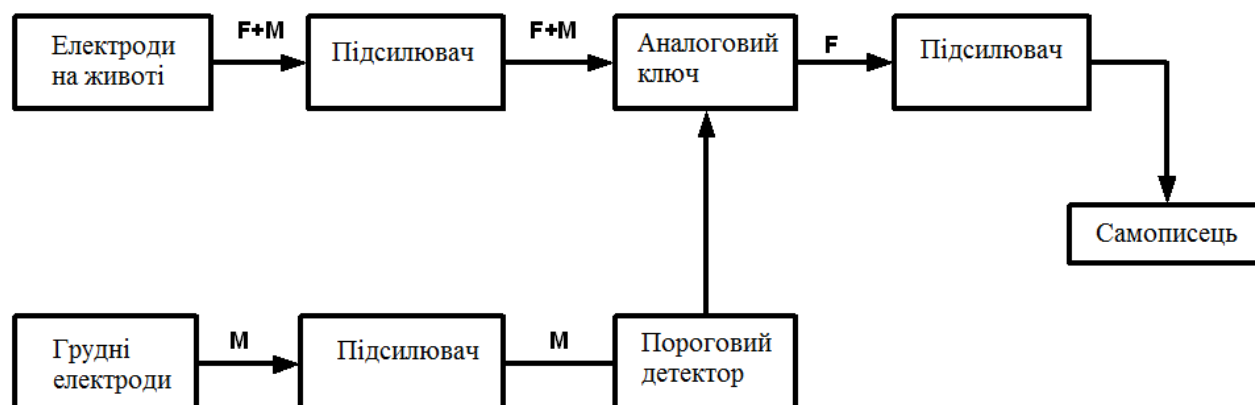 Електроди
на животі
F+M
Підсилювач
F+M
Аналоговий
ключ
F
Підсилювач
Самописець
Грудні
електроди
M
Підсилювач
M
Пороговий
детектор